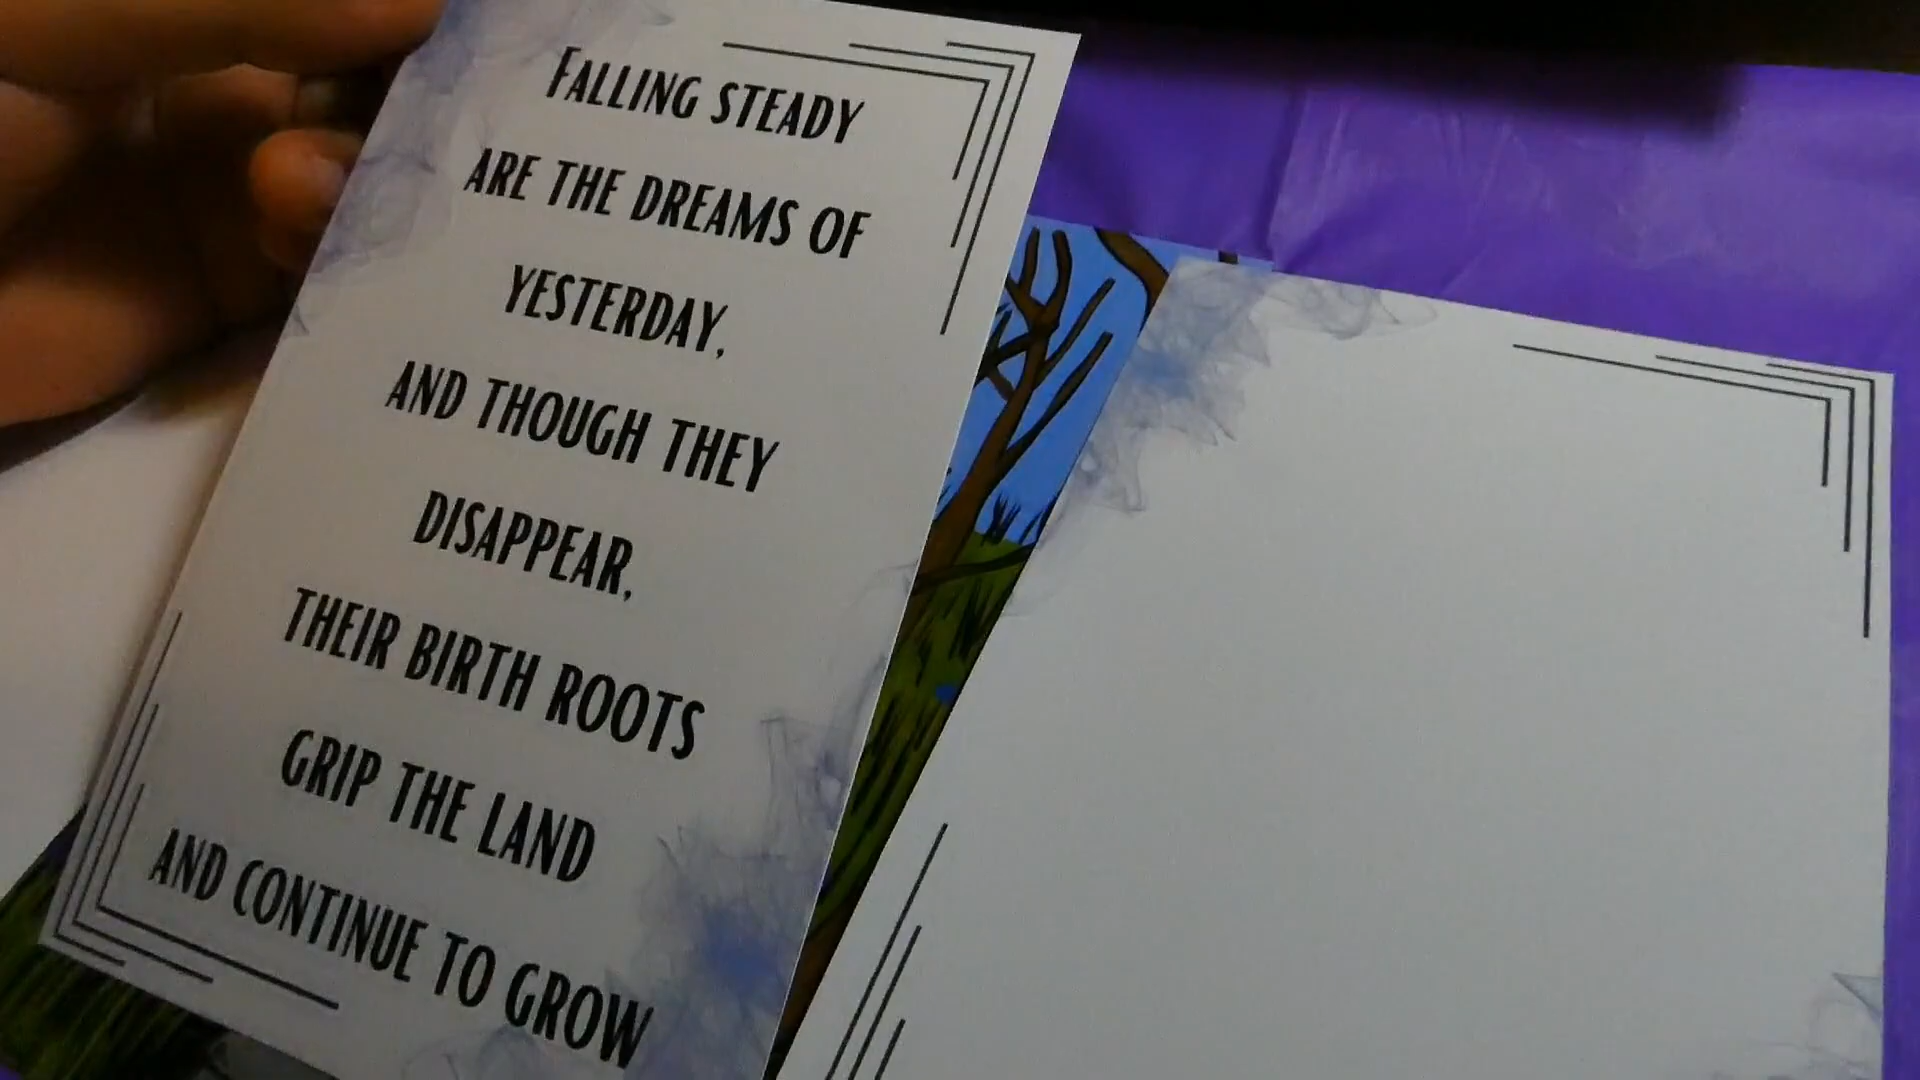 Falling steady
are the dreams of
yesterday,
and though they
disappear,
their birth roots
grip the land
and continue to grow